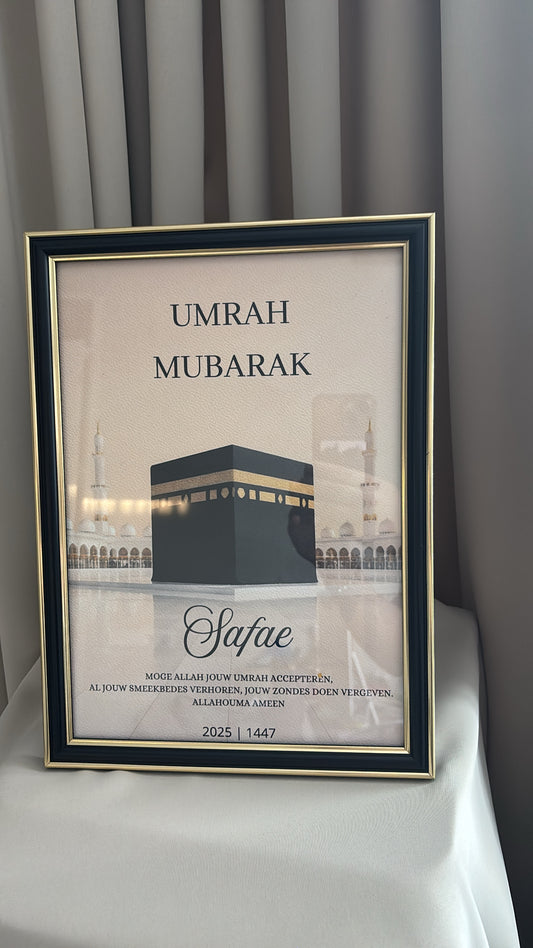 UMRAH
MUBARAK
Safae
MOGE ALLAH JOUW UMRAH ACCEPTEREN,
AL JOUW SMEEKBEDES VERHOREN, JOUW ZONDES DOEN VERGEVEN.
ALLAHOUMA AMEEN
2025 | 1447